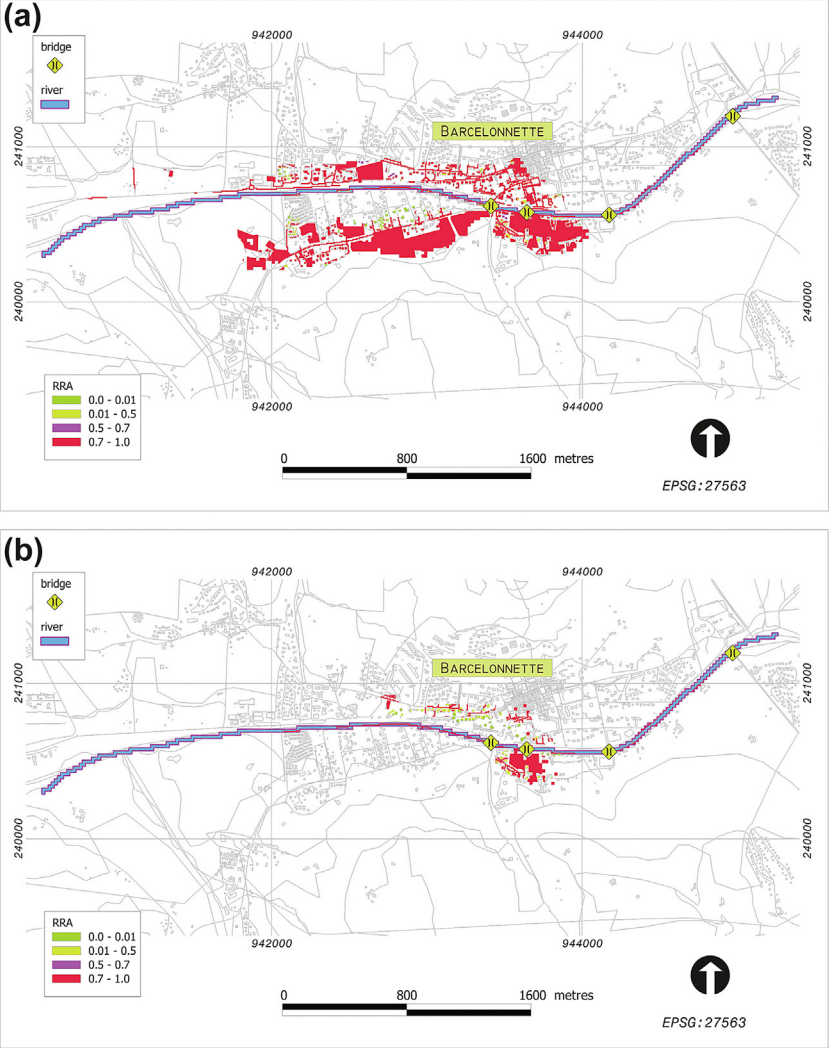 (a)
942000
944000
bridge
river
BARCELONNETTE
241000
241000
240000
240000
RRA
0.0 - 0.01
0.01 - 0.5
0.5 - 0.7
0.7 - 1.0
942000
944000
0
800
1600
metres
EPSG:27563
(b)
942000
944000
bridge
river
BARCELONNETTE
241000
241000
240000
240000
RRA
0.0 - 0.01
0.01 - 0.5
0.5 - 0.7
0.7 - 1.0
942000
944000
0
800
1600
metres
EPSG:27563